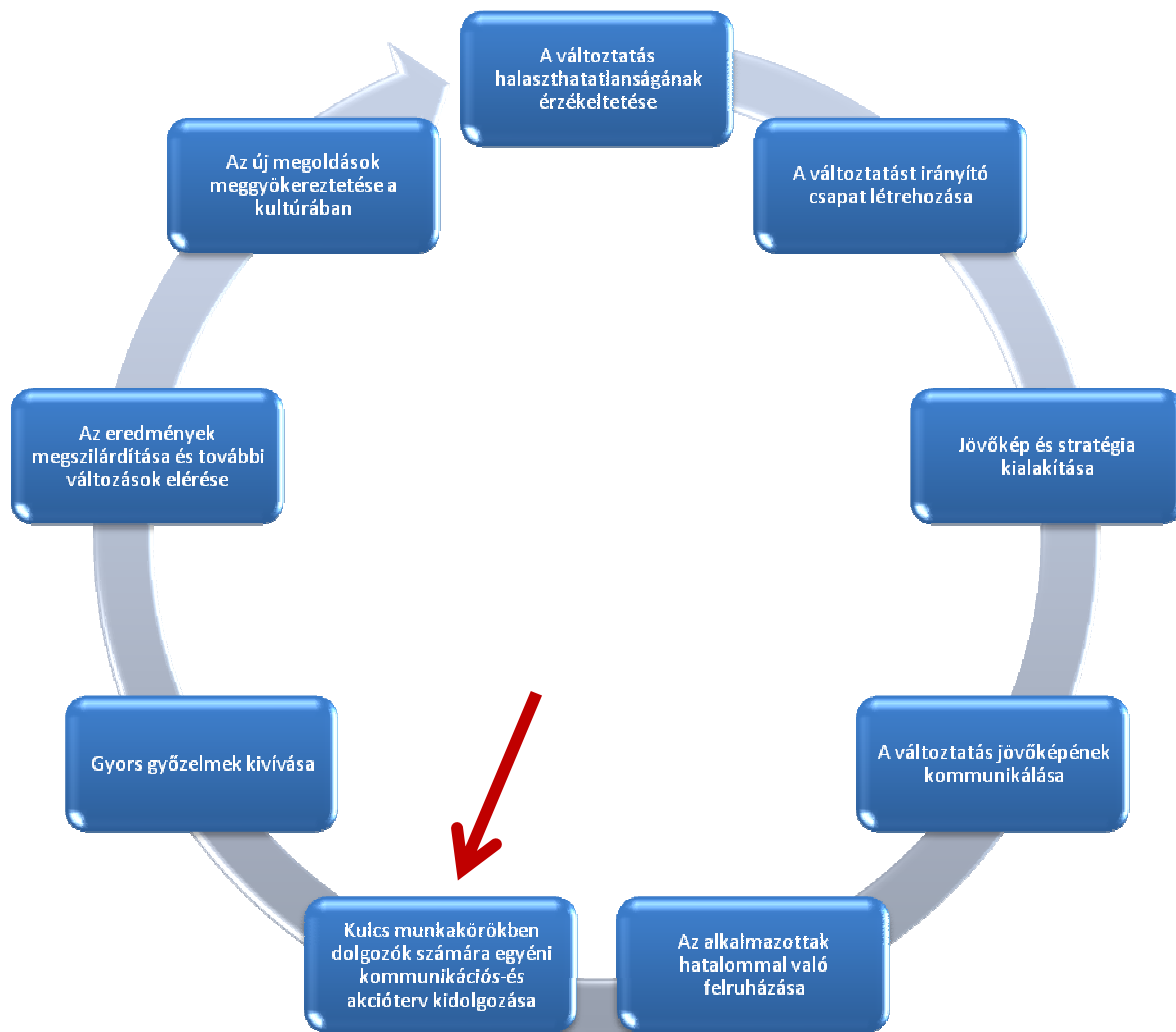 A változtatás
halaszthatatlanságának
érzékeltetése
A változtatást irányító
csapat létrehozása
Jövőkép és stratégia
kialakítása
A változtatás jövőképének
kommunikálása
Az alkalmazottak
hatalommal való
felruházása
Kulcs munkakörökben
dolgozók számára egyéni
kommunikációs-és
akcióterv kidolgozása
Gyors győzelmek kivívása
Az eredmények
megszilárdítása és további
változások elérése
Az új megoldások
meggyökereztetése a
kultúrában